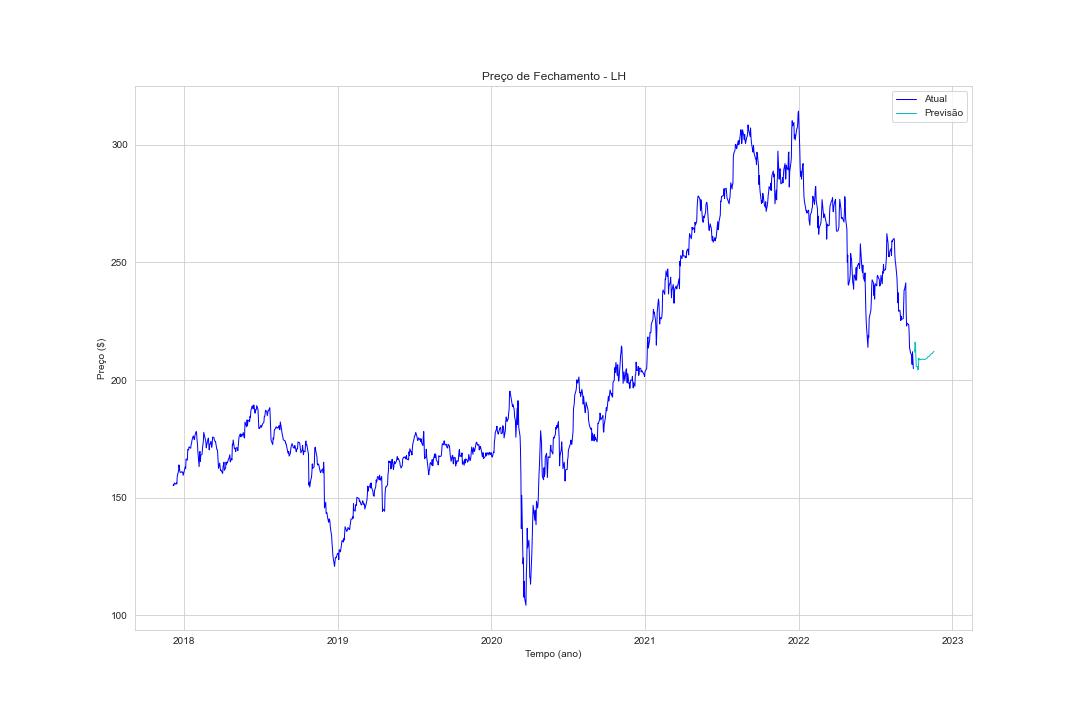 Preço de Fechamento - LH
Atual
Previsão
300
250
200
150
100
Preço ($)
2018 2019 2020 2021 2022 2023
Tempo (ano)